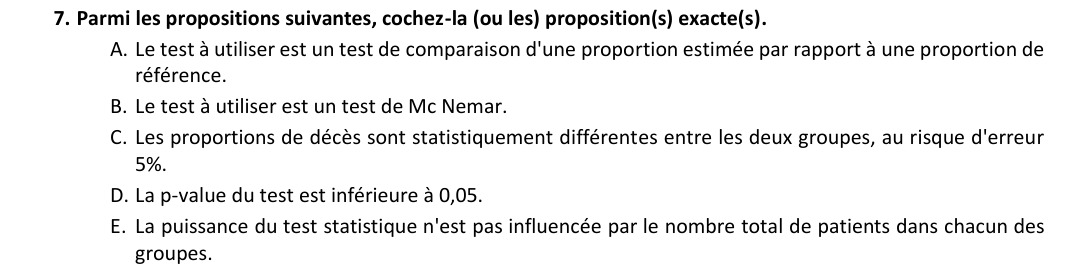 7. Parmi les propositions suivantes, cochez-la (ou les) proposition(s) exacte(s).
A. Le test à utiliser est un test de comparaison d'une proportion estimée par rapport à une proportion de
référence.
B. Le test à utiliser est un test de Mc Nemar.
C. Les proportions de décès sont statistiquement différentes entre les deux groupes, au risque d'erreur
5%.
D. La p-value du test est inférieure à 0,05.
E. La puissance du test statistique n'est pas influencée par le nombre total de patients dans chacun des
groupes.